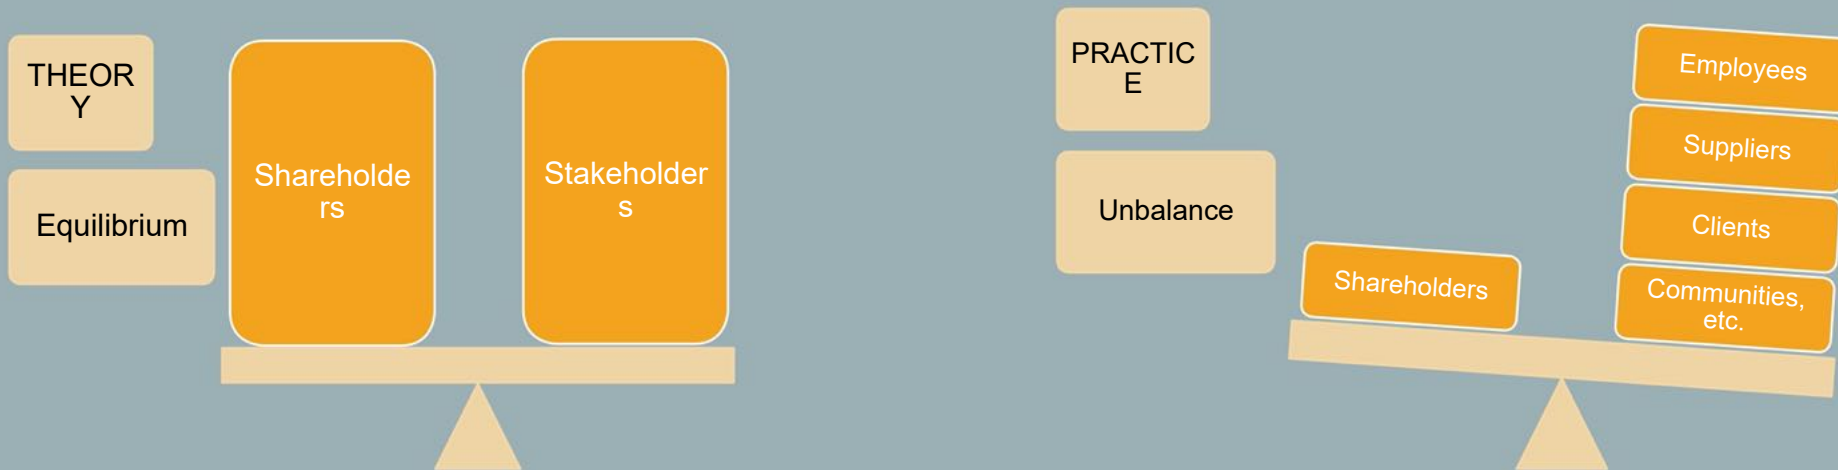 THEOR
Y
Equilibrium
Shareholde
rs
Stakeholder
s
PRACTIC
E
Unbalance
Shareholders
Employees
Suppliers
Clients
Communities,
etc.